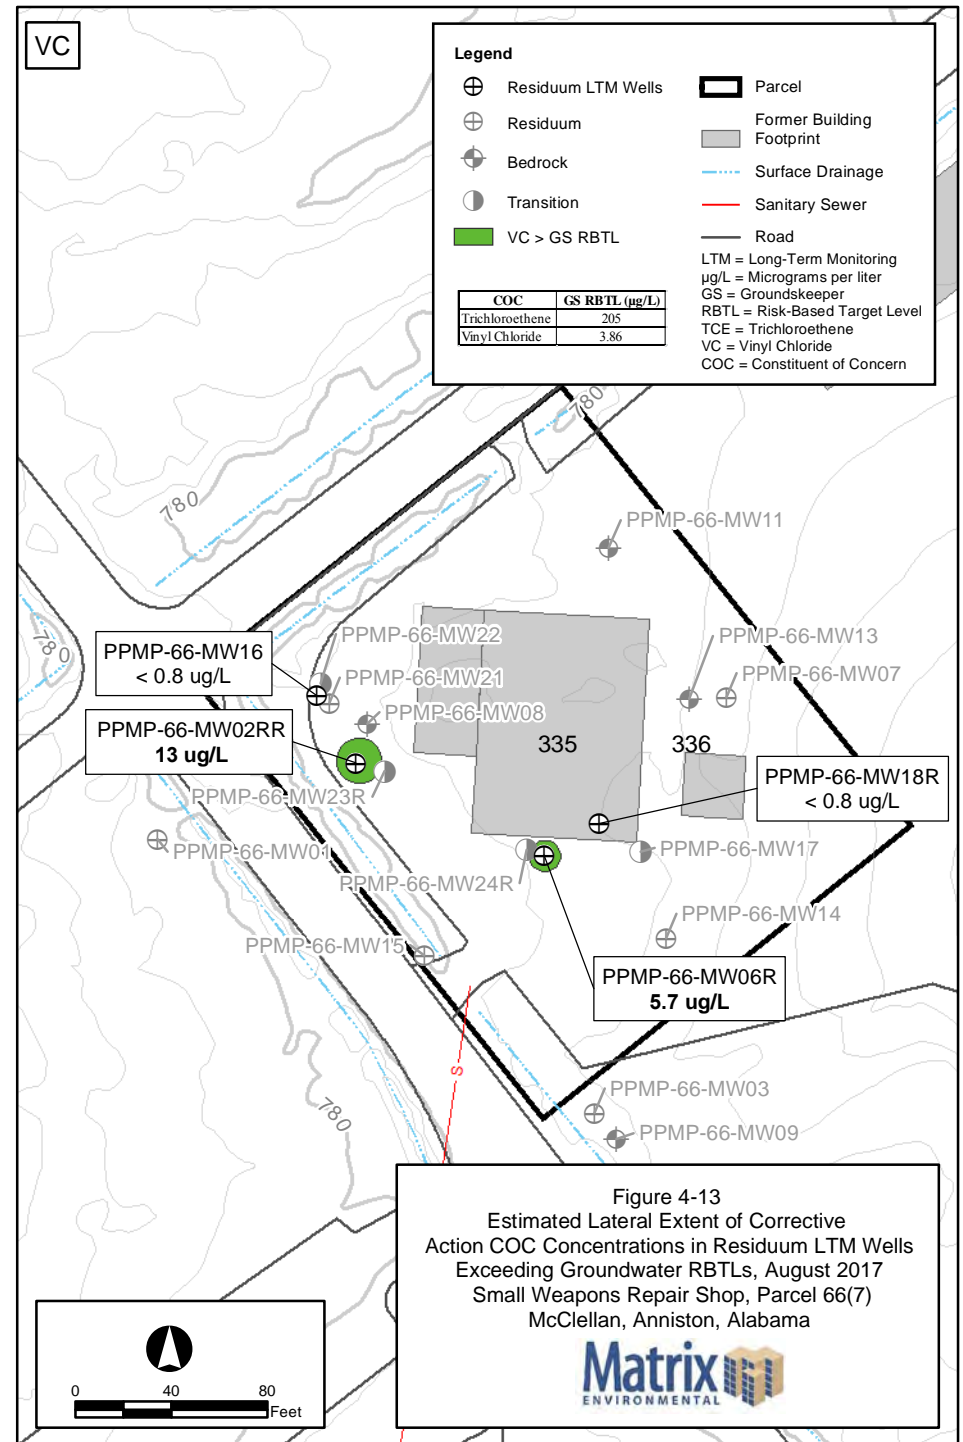 VC
Legend
Residuum LTM Wells
Residuum
Bedrock
Transition
VC > GS RBTL
Parcel
Former Building
Footprint
Surface Drainage
Sanitary Sewer
Road
COC GS RBTL (µg/L)
Trichloroethene 205
Vinyl Chloride 3.86
LTM = Long-Term Monitoring
µg/L = Micrograms per liter
GS = Groundskeeper
RBTL = Risk-Based Target Level
TCE = Trichloroethene
VC = Vinyl Chloride
COC = Constituent of Concern
780
780
PPMP-66-MW11
780
PPMP-66-MW16
< 0.8 ug/L
PPMP-66-MW22
PPMP-66-MW21
PPMP-66-MW08
PPMP-66-MW13
PPMP-66-MW07
PPMP-66-MW02RR
13 ug/L
335
336
PPMP-66-MW18R
< 0.8 ug/L
PPMP-66-MW23R
PPMP-66-MW01
PPMP-66-MW17
PPMP-66-MW24R
PPMP-66-MW14
PPMP-66-MW15
PPMP-66-MW06R
5.7 ug/L
S
780
PPMP-66-MW03
PPMP-66-MW09
Figure 4-13
Estimated Lateral Extent of Corrective
Action COC Concentrations in Residuum LTM Wells
Exceeding Groundwater RBTLs, August 2017
Small Weapons Repair Shop, Parcel 66(7)
McClellan, Anniston, Alabama
Matrix
ENVIRONMENTAL
0 40 80
Feet